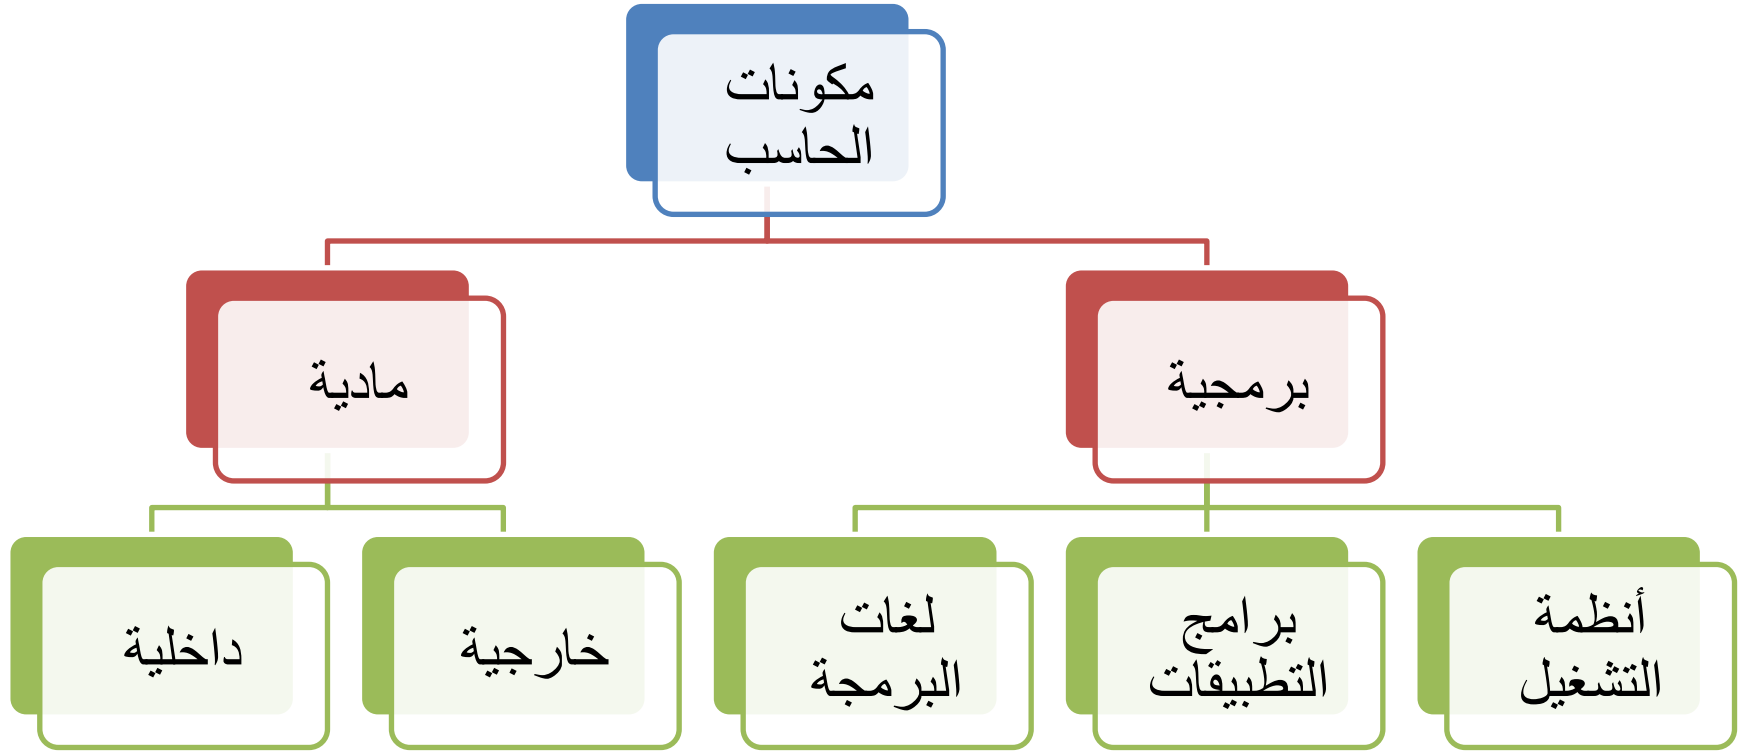 مكونات
الحاسب
برمجية
مادية
أنظمة
التشغيل
برامج
التطبيقات
لغات
البرمجة
خارجية
داخلية